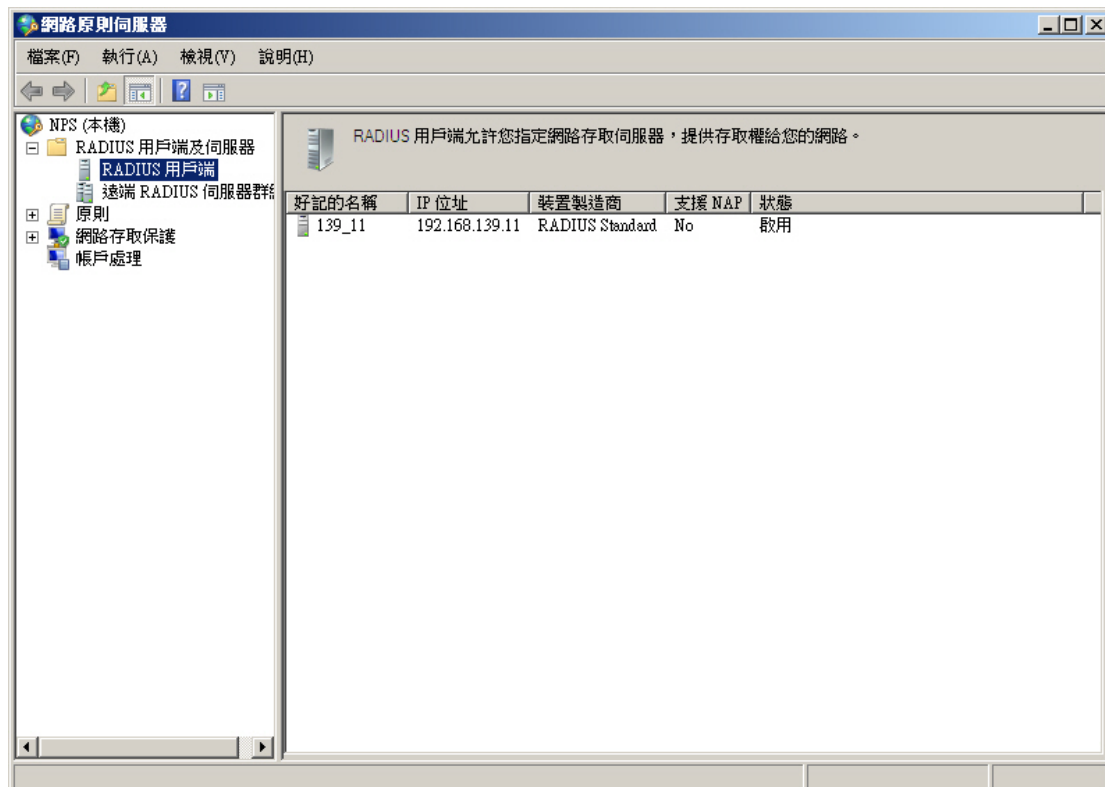 網路原則伺服器
檔案(F) 執行(A) 檢視(V) 說明(H)
NPS (本機)
RADIUS 用戶端及伺服器
RADIUS 用戶端
遠端 RADIUS 伺服器群
原則
網路存取保護
帳戶處理
RADIUS 用戶端允許您指定網路存取伺服器,提供存取權給您的網路。
好記的名稱 IP 位址 裝置製造商 支援 NAP 狀態
139_11 192.168.139.11 RADIUS Standard No 啟用